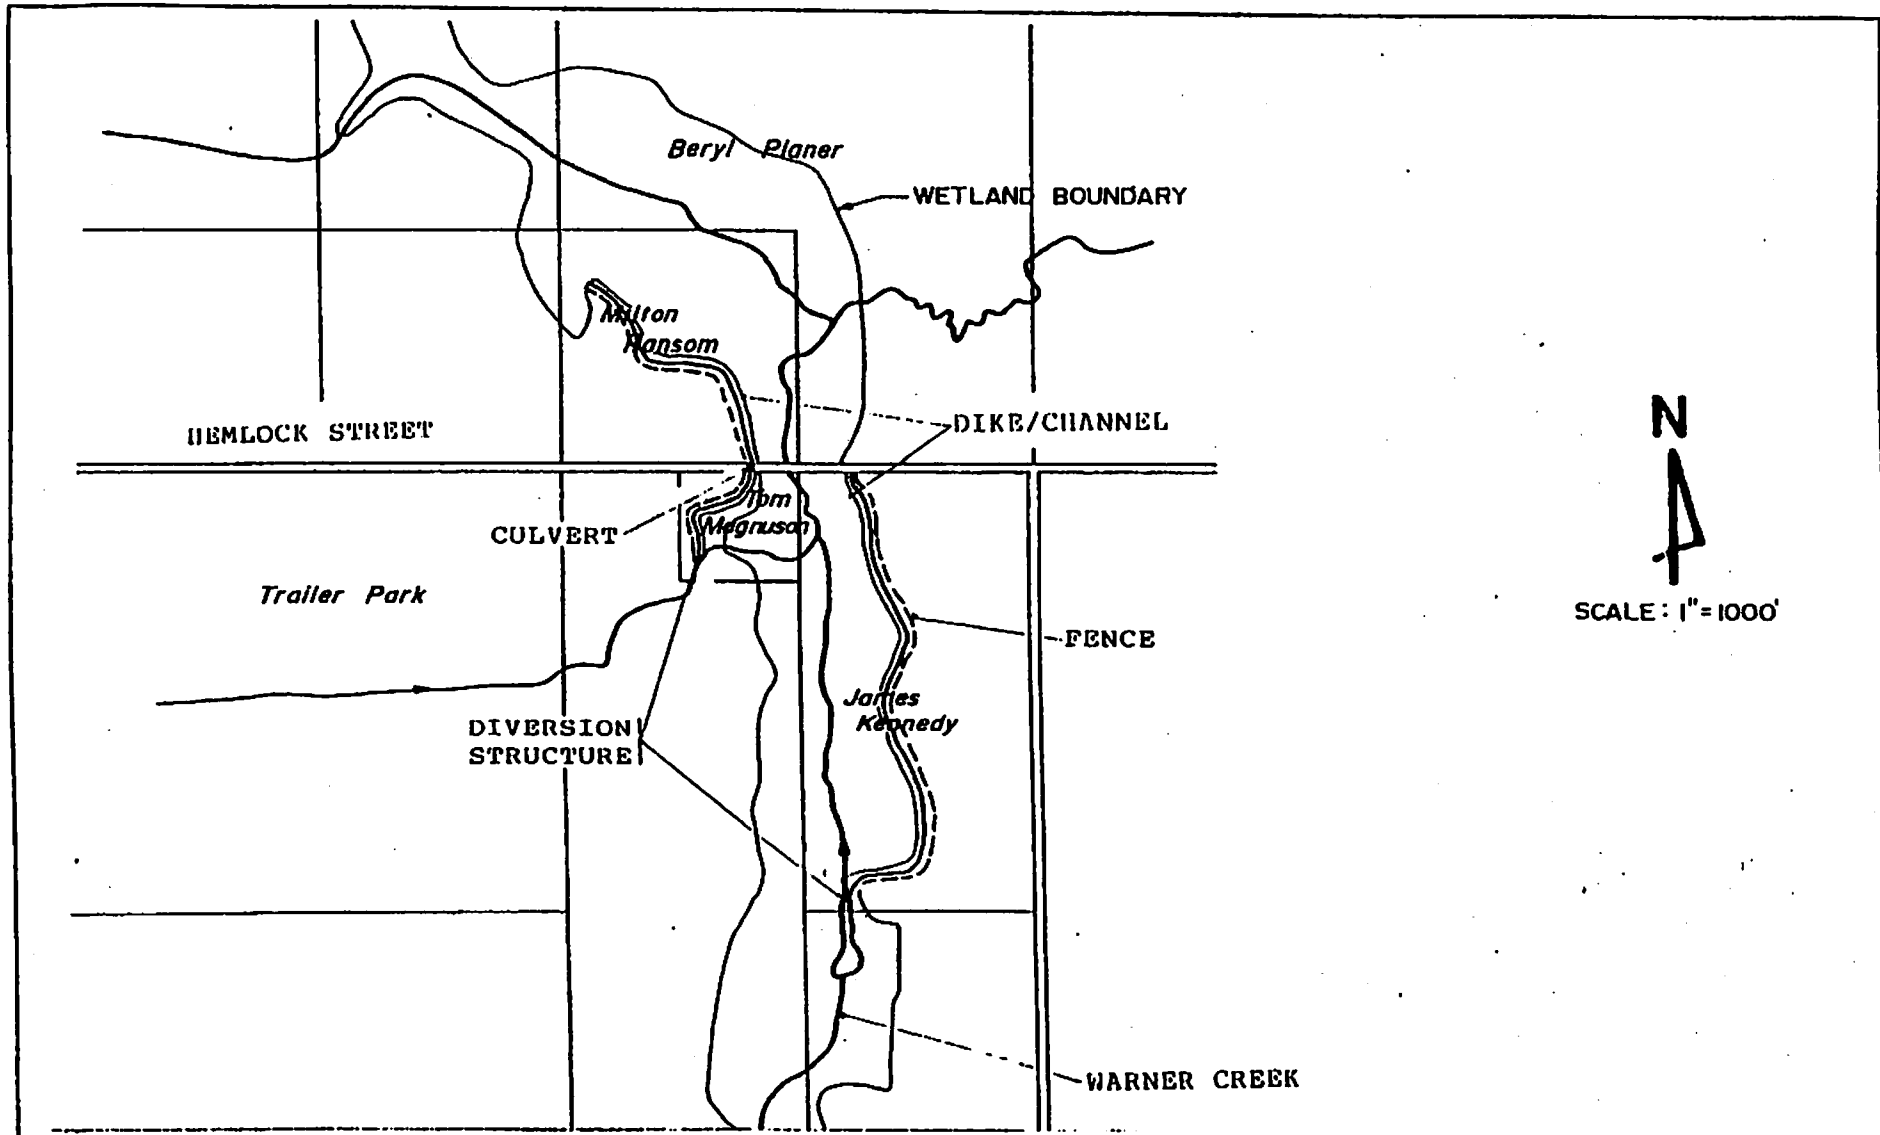 Beryl Planer
WETLAND BOUNDARY
Milton
Hansom
HEMLOCK STREET
DIKE/CHANNEL
N
Tom
Magnuson
CULVERT
Trailer Park
SCALE: 1"=1000'
FENCE
James
Kennedy
DIVERSION
STRUCTURE
WARNER CREEK